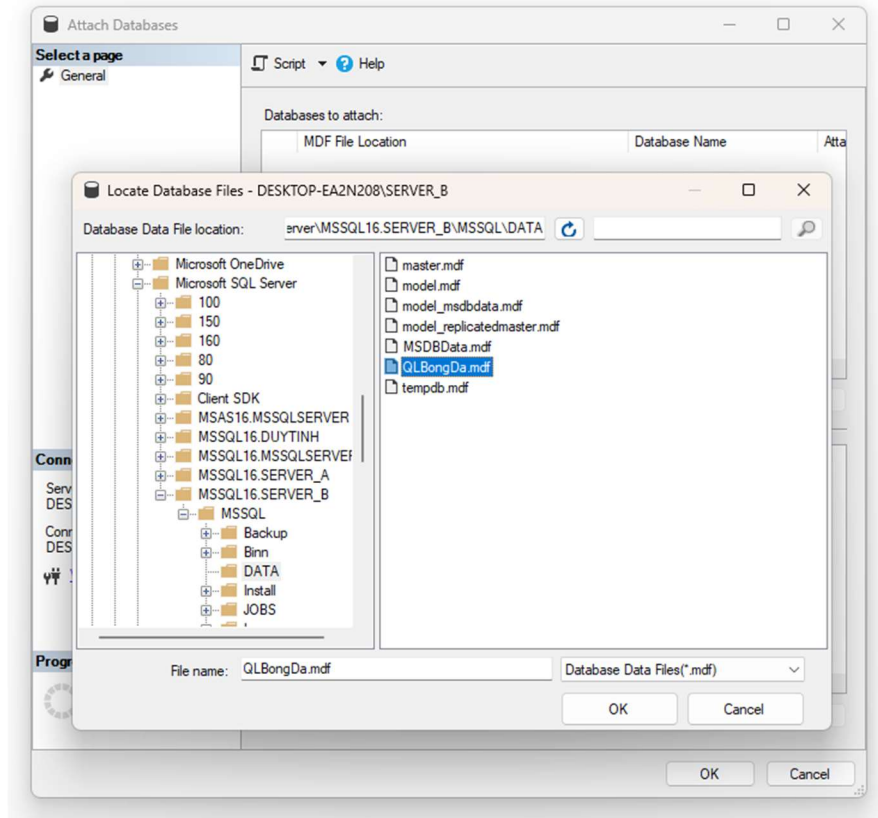 Attach Databases
Select a page
General
Script
Help
Databases to attach:
MDF File Location
Database Name
Atta
Locate Database Files - DESKTOP-EA2N208\SERVER_B
Database Data File location:
erver\MSSQL16.SERVER_B\MSSQL\DATA
Microsoft OneDrive
Microsoft SQL Server
100
150
160
80
90
Client SDK
MSAS16.MSSQLSERVER
MSSQL16.DUYTINH
MSSQL16.MSSQLSERVER
MSSQL16.SERVER_A
MSSQL16.SERVER_B
MSSQL
Backup
Binn
DATA
Install
JOBS
master.mdf
model.mdf
model_msdbdata.mdf
model_replicatedmaster.mdf
MSDBData.mdf
QLBongDa.mdf
tempdb.mdf
Conn
Serv
DES
Conr
DES
Progr
File name:
QLBongDa.mdf
Database Data Files(*.mdf)
OK
Cancel
OK
Cancel